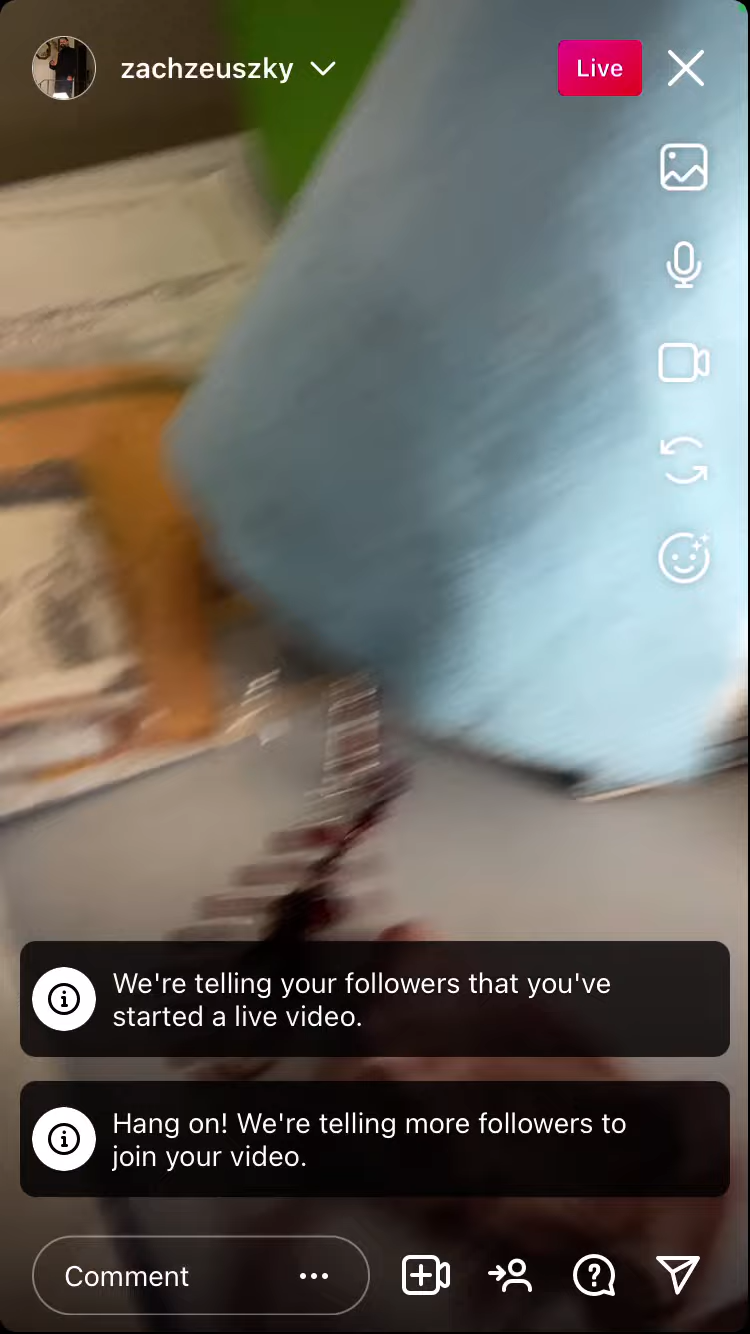 zachzeuszky
Live
We're telling your followers that you've
started a live video.
Hang on! We're telling more followers to
join your video.
Comment